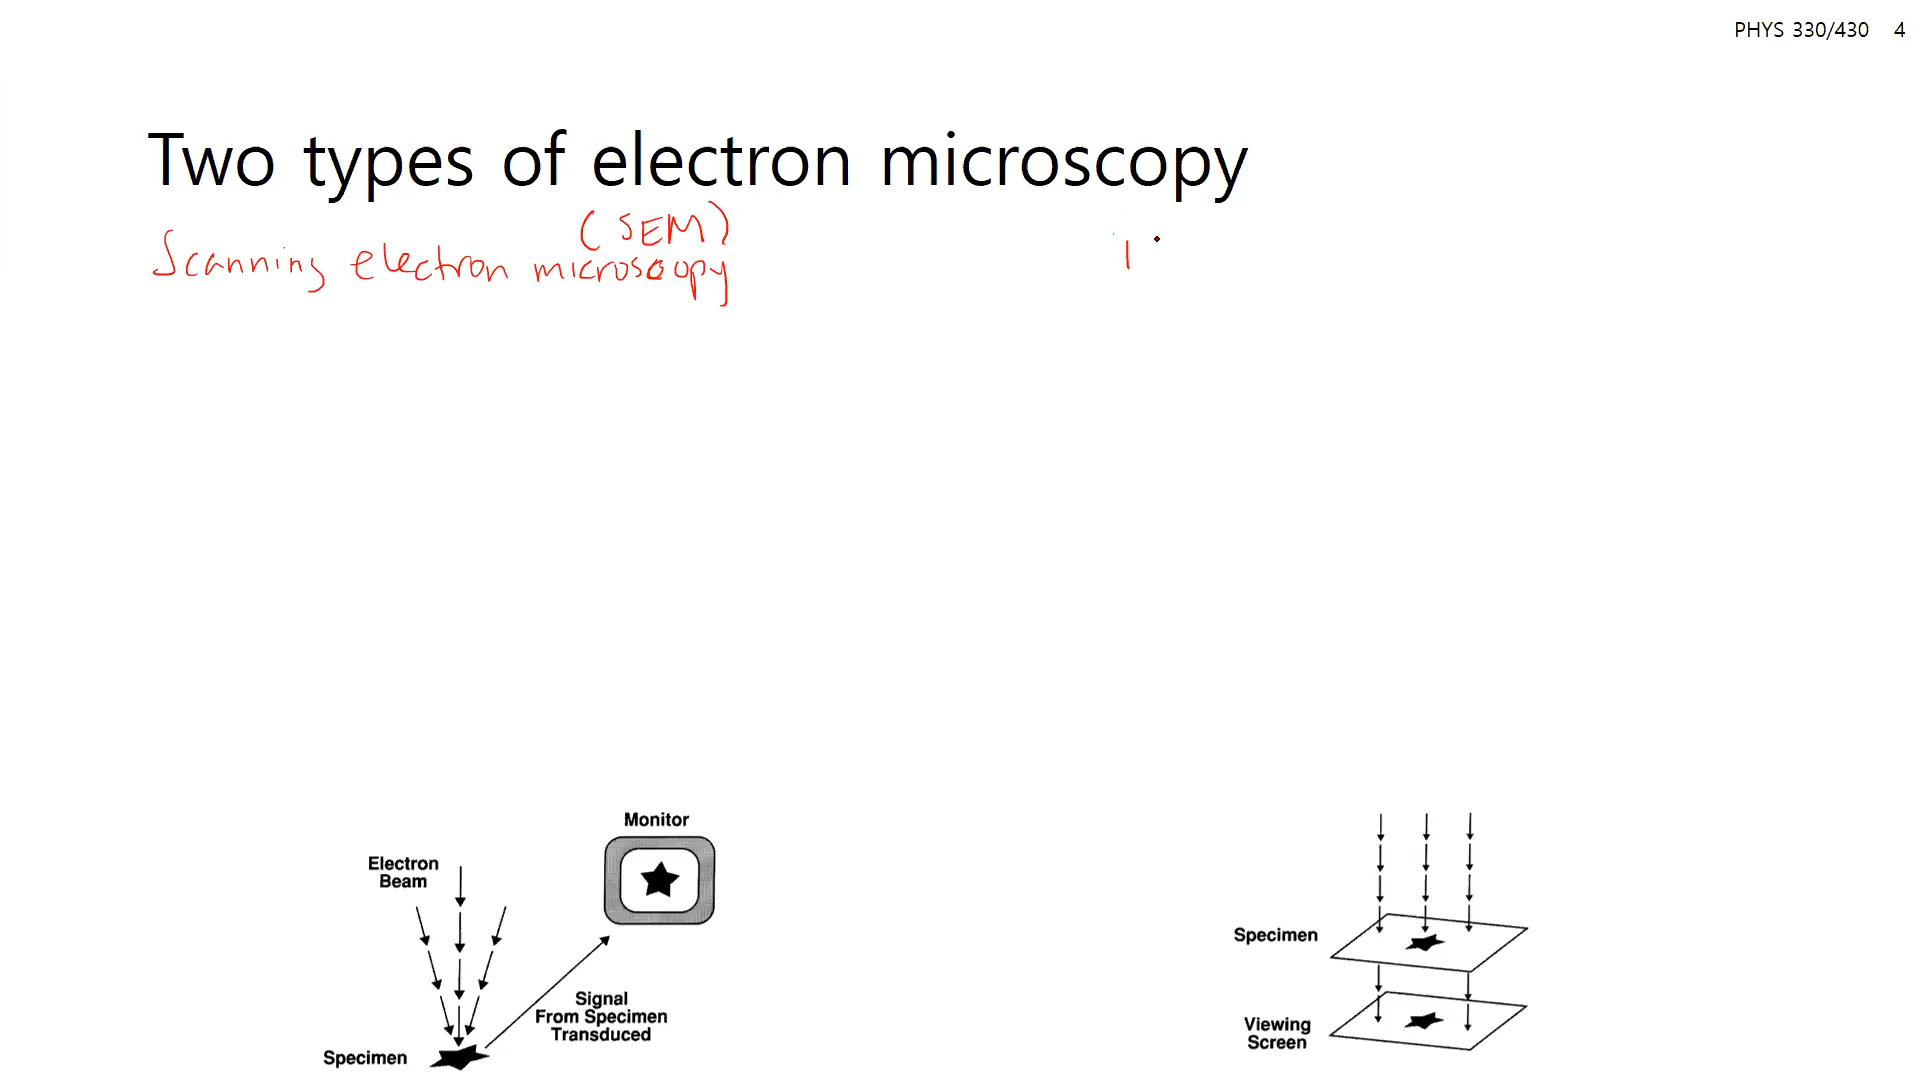 PHYS 330/430 4
Two types of electron microscopy
(SEM)
Scanning electron microscopy
Monitor
Electron
Beam
Signal
From Specimen
Transduced
Specimen
Specimen
Viewing
Screen